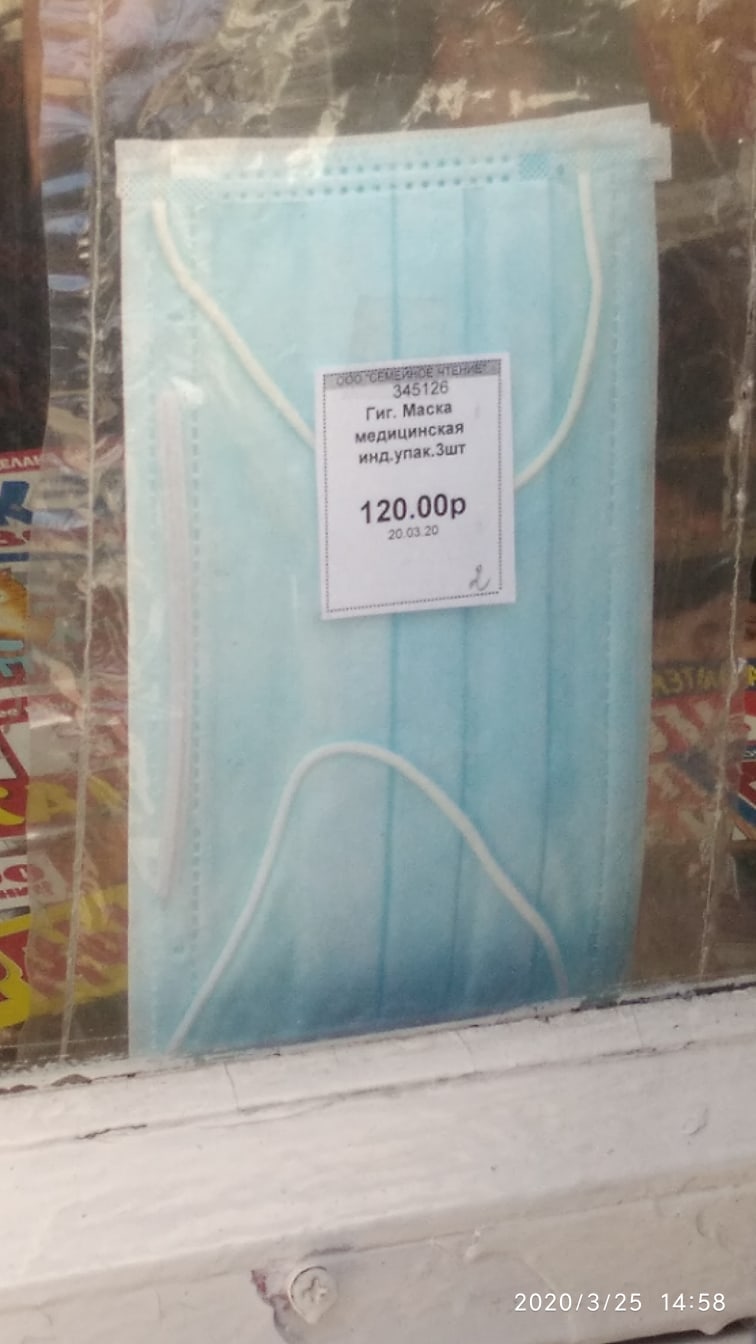 ООО "СЕМЕЙНОЕ ЧТЕНИЕ"
345126
Гиг. Маска
медицинская
инд.упак.3шт
120.00р
20.03.20
2
2020/3/25 14:58